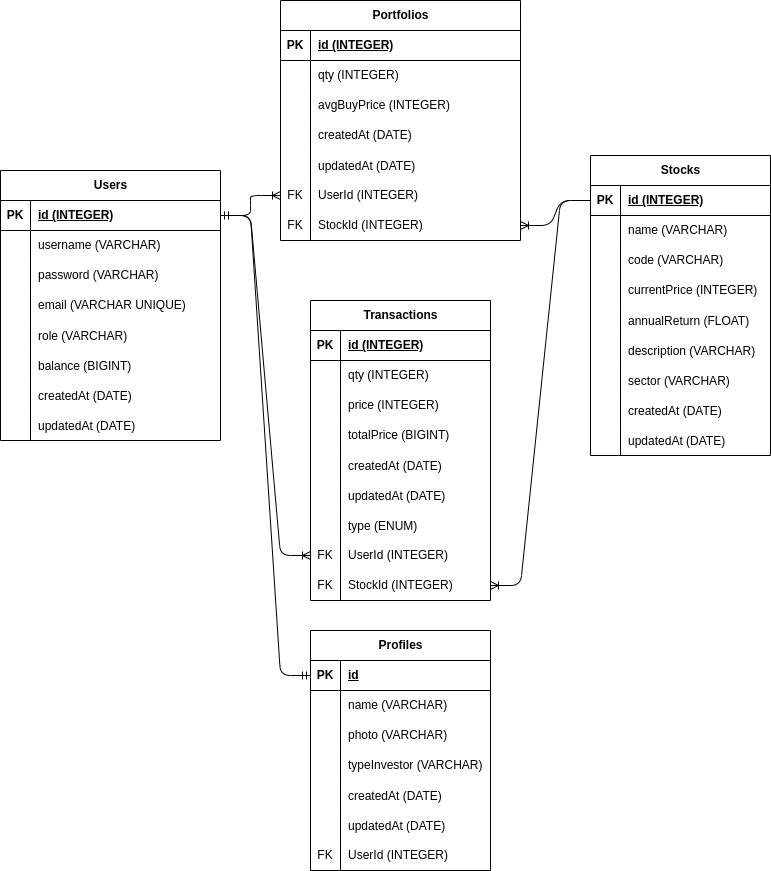 Portfolios
PK id (INTEGER)
qty (INTEGER)
avgBuyPrice (INTEGER)
createdAt (DATE)
updatedAt (DATE)
FK UserId (INTEGER)
FK StockId (INTEGER)
Users
PK id (INTEGER)
username (VARCHAR)
password (VARCHAR)
email (VARCHAR UNIQUE)
role (VARCHAR)
balance (BIGINT)
createdAt (DATE)
updatedAt (DATE)
Stocks
PK id (INTEGER)
name (VARCHAR)
code (VARCHAR)
currentPrice (INTEGER)
annualReturn (FLOAT)
description (VARCHAR)
sector (VARCHAR)
createdAt (DATE)
updatedAt (DATE)
Transactions
PK id (INTEGER)
qty (INTEGER)
price (INTEGER)
totalPrice (BIGINT)
createdAt (DATE)
updatedAt (DATE)
type (ENUM)
FK UserId (INTEGER)
FK StockId (INTEGER)
Profiles
PK id
name (VARCHAR)
photo (VARCHAR)
typeInvestor (VARCHAR)
createdAt (DATE)
updatedAt (DATE)
FK UserId (INTEGER)